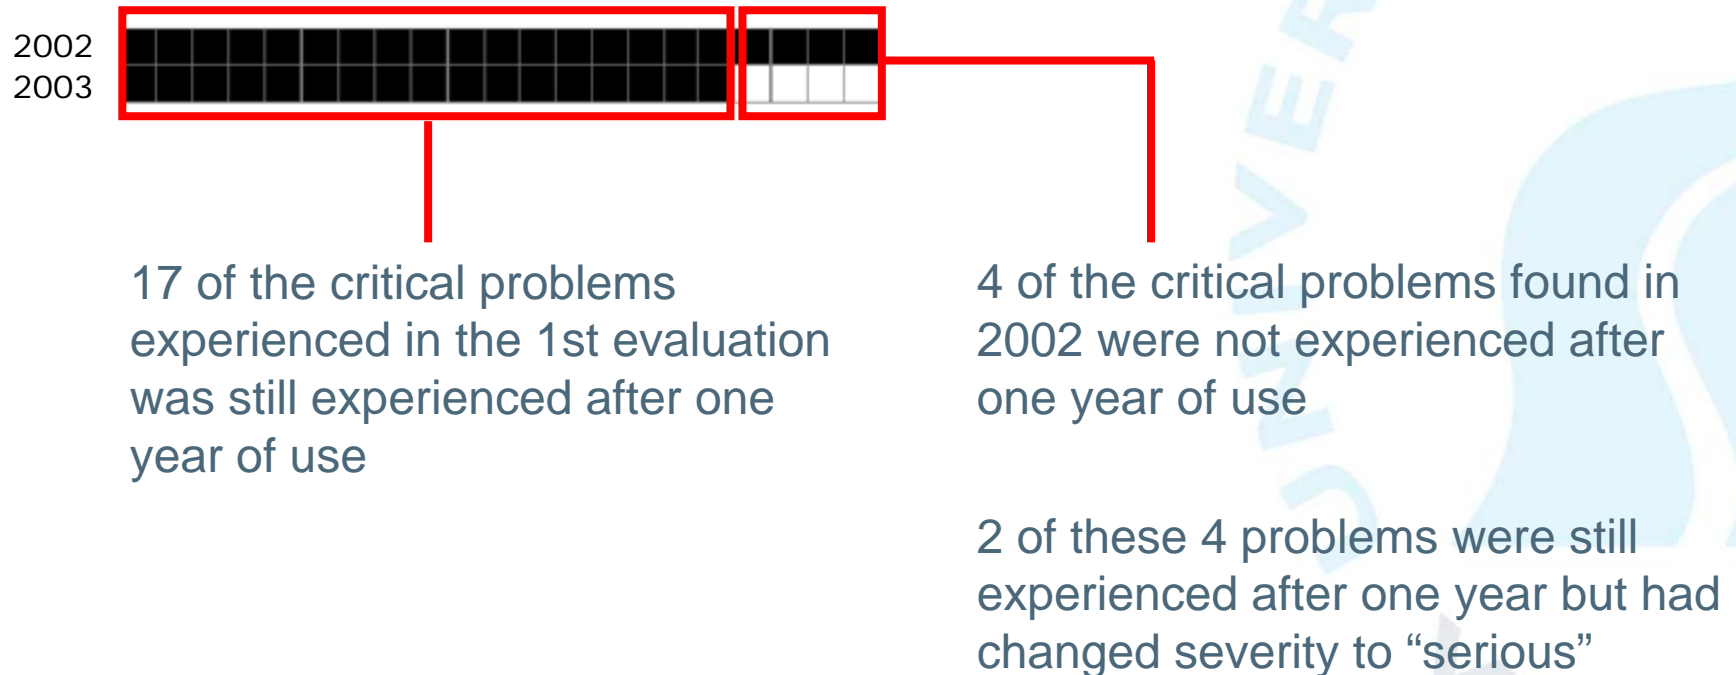 2002
2003
17 of the critical problems
experienced in the 1st evaluation
was still experienced after one
year of use
4 of the critical problems found in
2002 were not experienced after
one year of use
2 of these 4 problems were still
experienced after one year but had
changed severity to “serious”
UNIVER